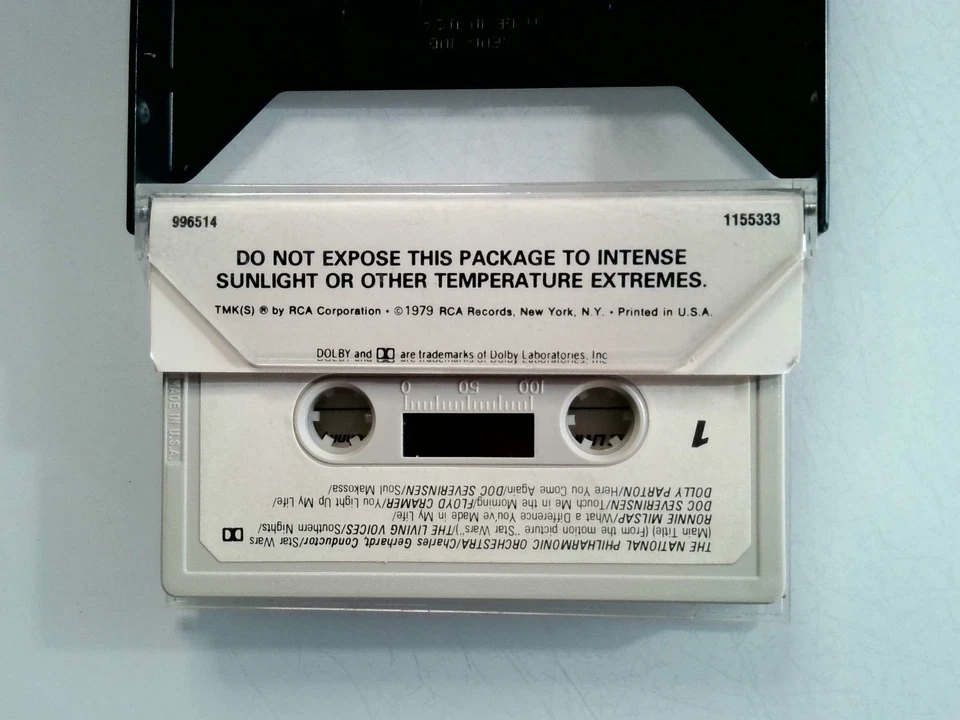 996514
1155333
DO NOT EXPOSE THIS PACKAGE TO INTENSE
SUNLIGHT OR OTHER TEMPERATURE EXTREMES.
TMK(S) ® by RCA Corporation • ©1979 RCA Records, New York, N.Y. • Printed in U.S.A.
DOLBY and are trademarks of Dolby Laboratories, Inc
MADE IN U.S.A.
0 50 100
1
THE NATIONAL PHILHARMONIC ORCHESTRA/Charles Gerhardt, Conductor/Star Wars
(Main Title) (From the motion picture "Star Wars")/THE LIVING VOICES/Southern Nights/
RONNIE MILSAP/What a Difference You've Made in My Life/
DOC SEVERINSEN/Touch Me in the Morning/FLOYD CRAMER/You Light Up My Life/
DOLLY PARTON/Here You Come Again/DOC SEVERINSEN/Soul Makossa/